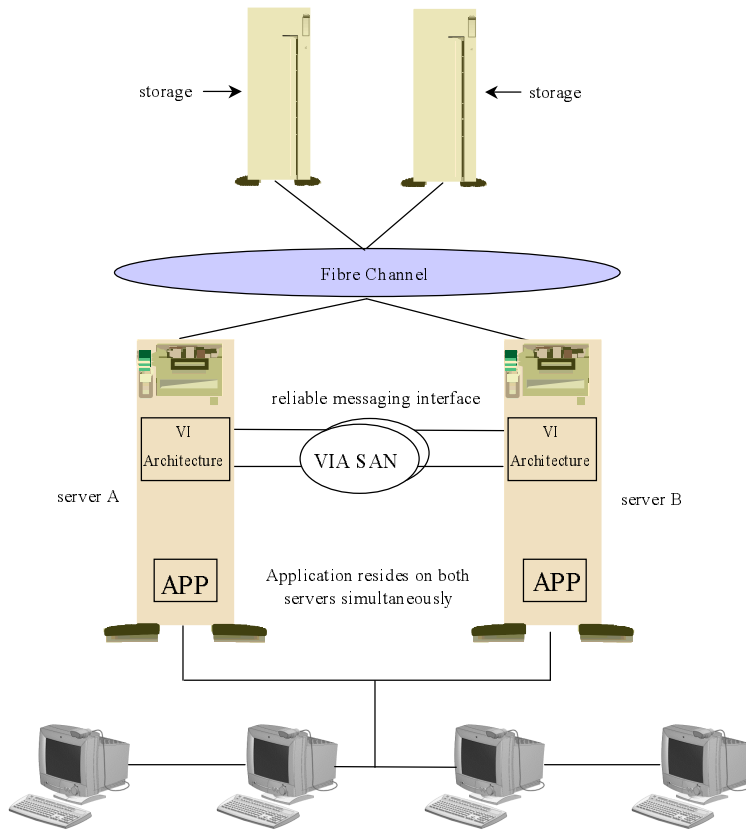 storage
storage
Fibre Channel
reliable messaging interface
VI
Architecture
VIA SAN
VI
Architecture
server A
server B
APP
Application resides on both
servers simultaneously
APP